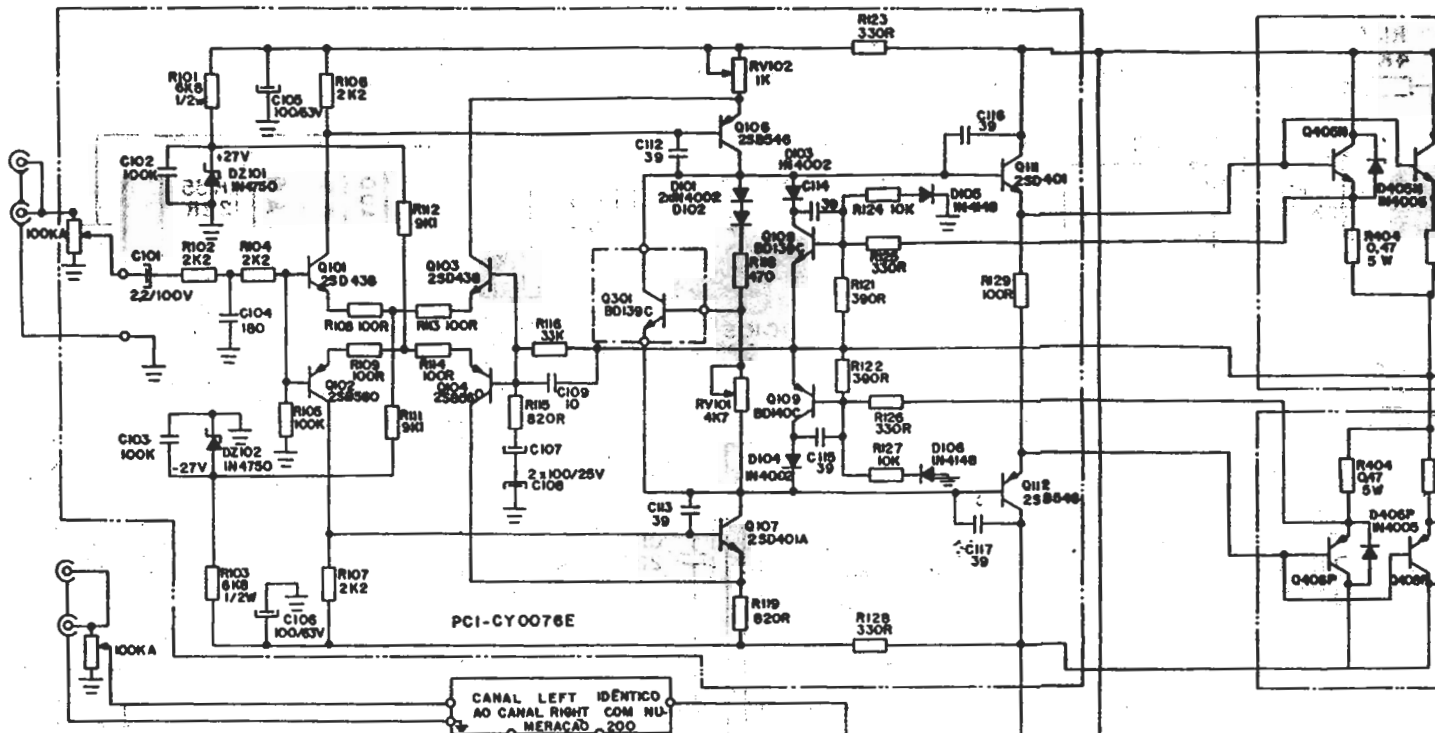 R123
330R
RV102
1K
R101
6K8
1/2W
C105
100/63V
R106
2K2
C102
100K
+27V
DZ101
1N4750
R112
9K1
100KA
C101
2,2/100V
R102
2K2
R104
2K2
C104
180
Q101
2SD438
Q103
2SD438
R108 100R
R113 100R
R109
100R
R114
100R
Q102
2SB560
Q104
R105
100K
R111
9K1
C103
100K
-27V
DZ102
1N4750
R103
6K8
1/2W
C106
100/63V
R107
2K2
R116
33K
C109
10
R115
820R
C107
2x100/25V
C108
Q106
2SB546
C112
39
D101
2x1N4002
D102
D103
1N4002
C114
39
R124 10K
D105
1N4148
Q108
BD139C
R118
470
Q301
BD139C
R125
330R
R121
390R
R122
390R
RV101
4K7
Q109
BD140C
R126
330R
R127
10K
D106
1N4148
C115
39
D104
1N4002
C113
39
Q107
2SD401A
R119
820R
R128
330R
C116
39
Q111
2SD401
R129
100R
Q112
2SB546
C117
39
Q405N
D405N
1N4005
R404
0,47
5W
R404
0,47
5W
D406P
1N4005
Q406P
PCI-CY0076E
100KA
CANAL LEFT IDÊNTICO
AO CANAL RIGHT COM NU-
MERAÇÃO 200